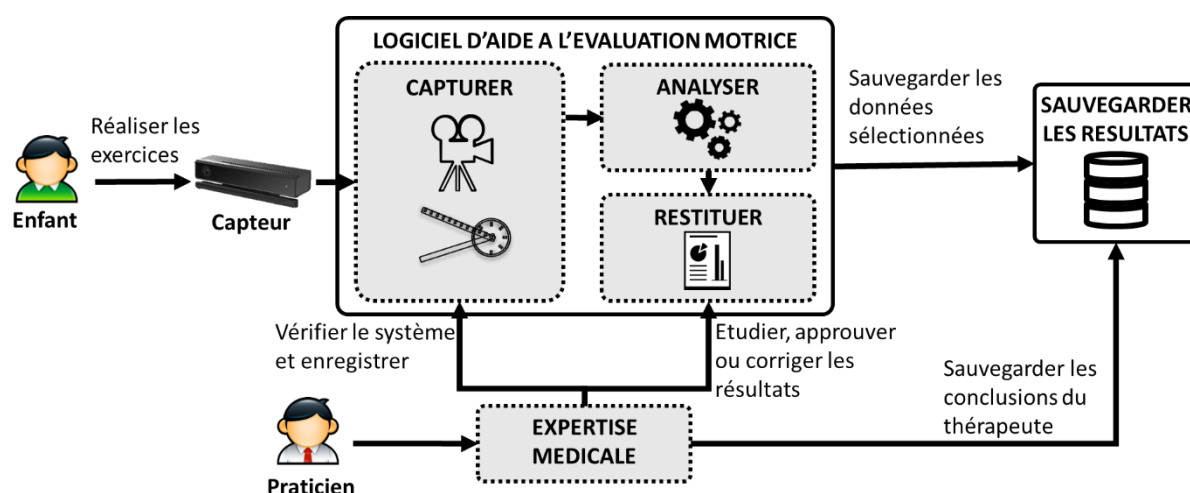 LOGICIEL D'AIDE A L'EVALUATION MOTRICE
CAPTURER
ANALYSER
RESTITUER
Réaliser les
exercices
Enfant
Capteur
Sauvegarder les
données
sélectionnées
SAUVEGARDER
LES RESULTATS
Vérifier le système
et enregistrer
Etudier, approuver
ou corriger les
résultats
Sauvegarder les
conclusions du
thérapeute
EXPERTISE
MEDICALE
Praticien